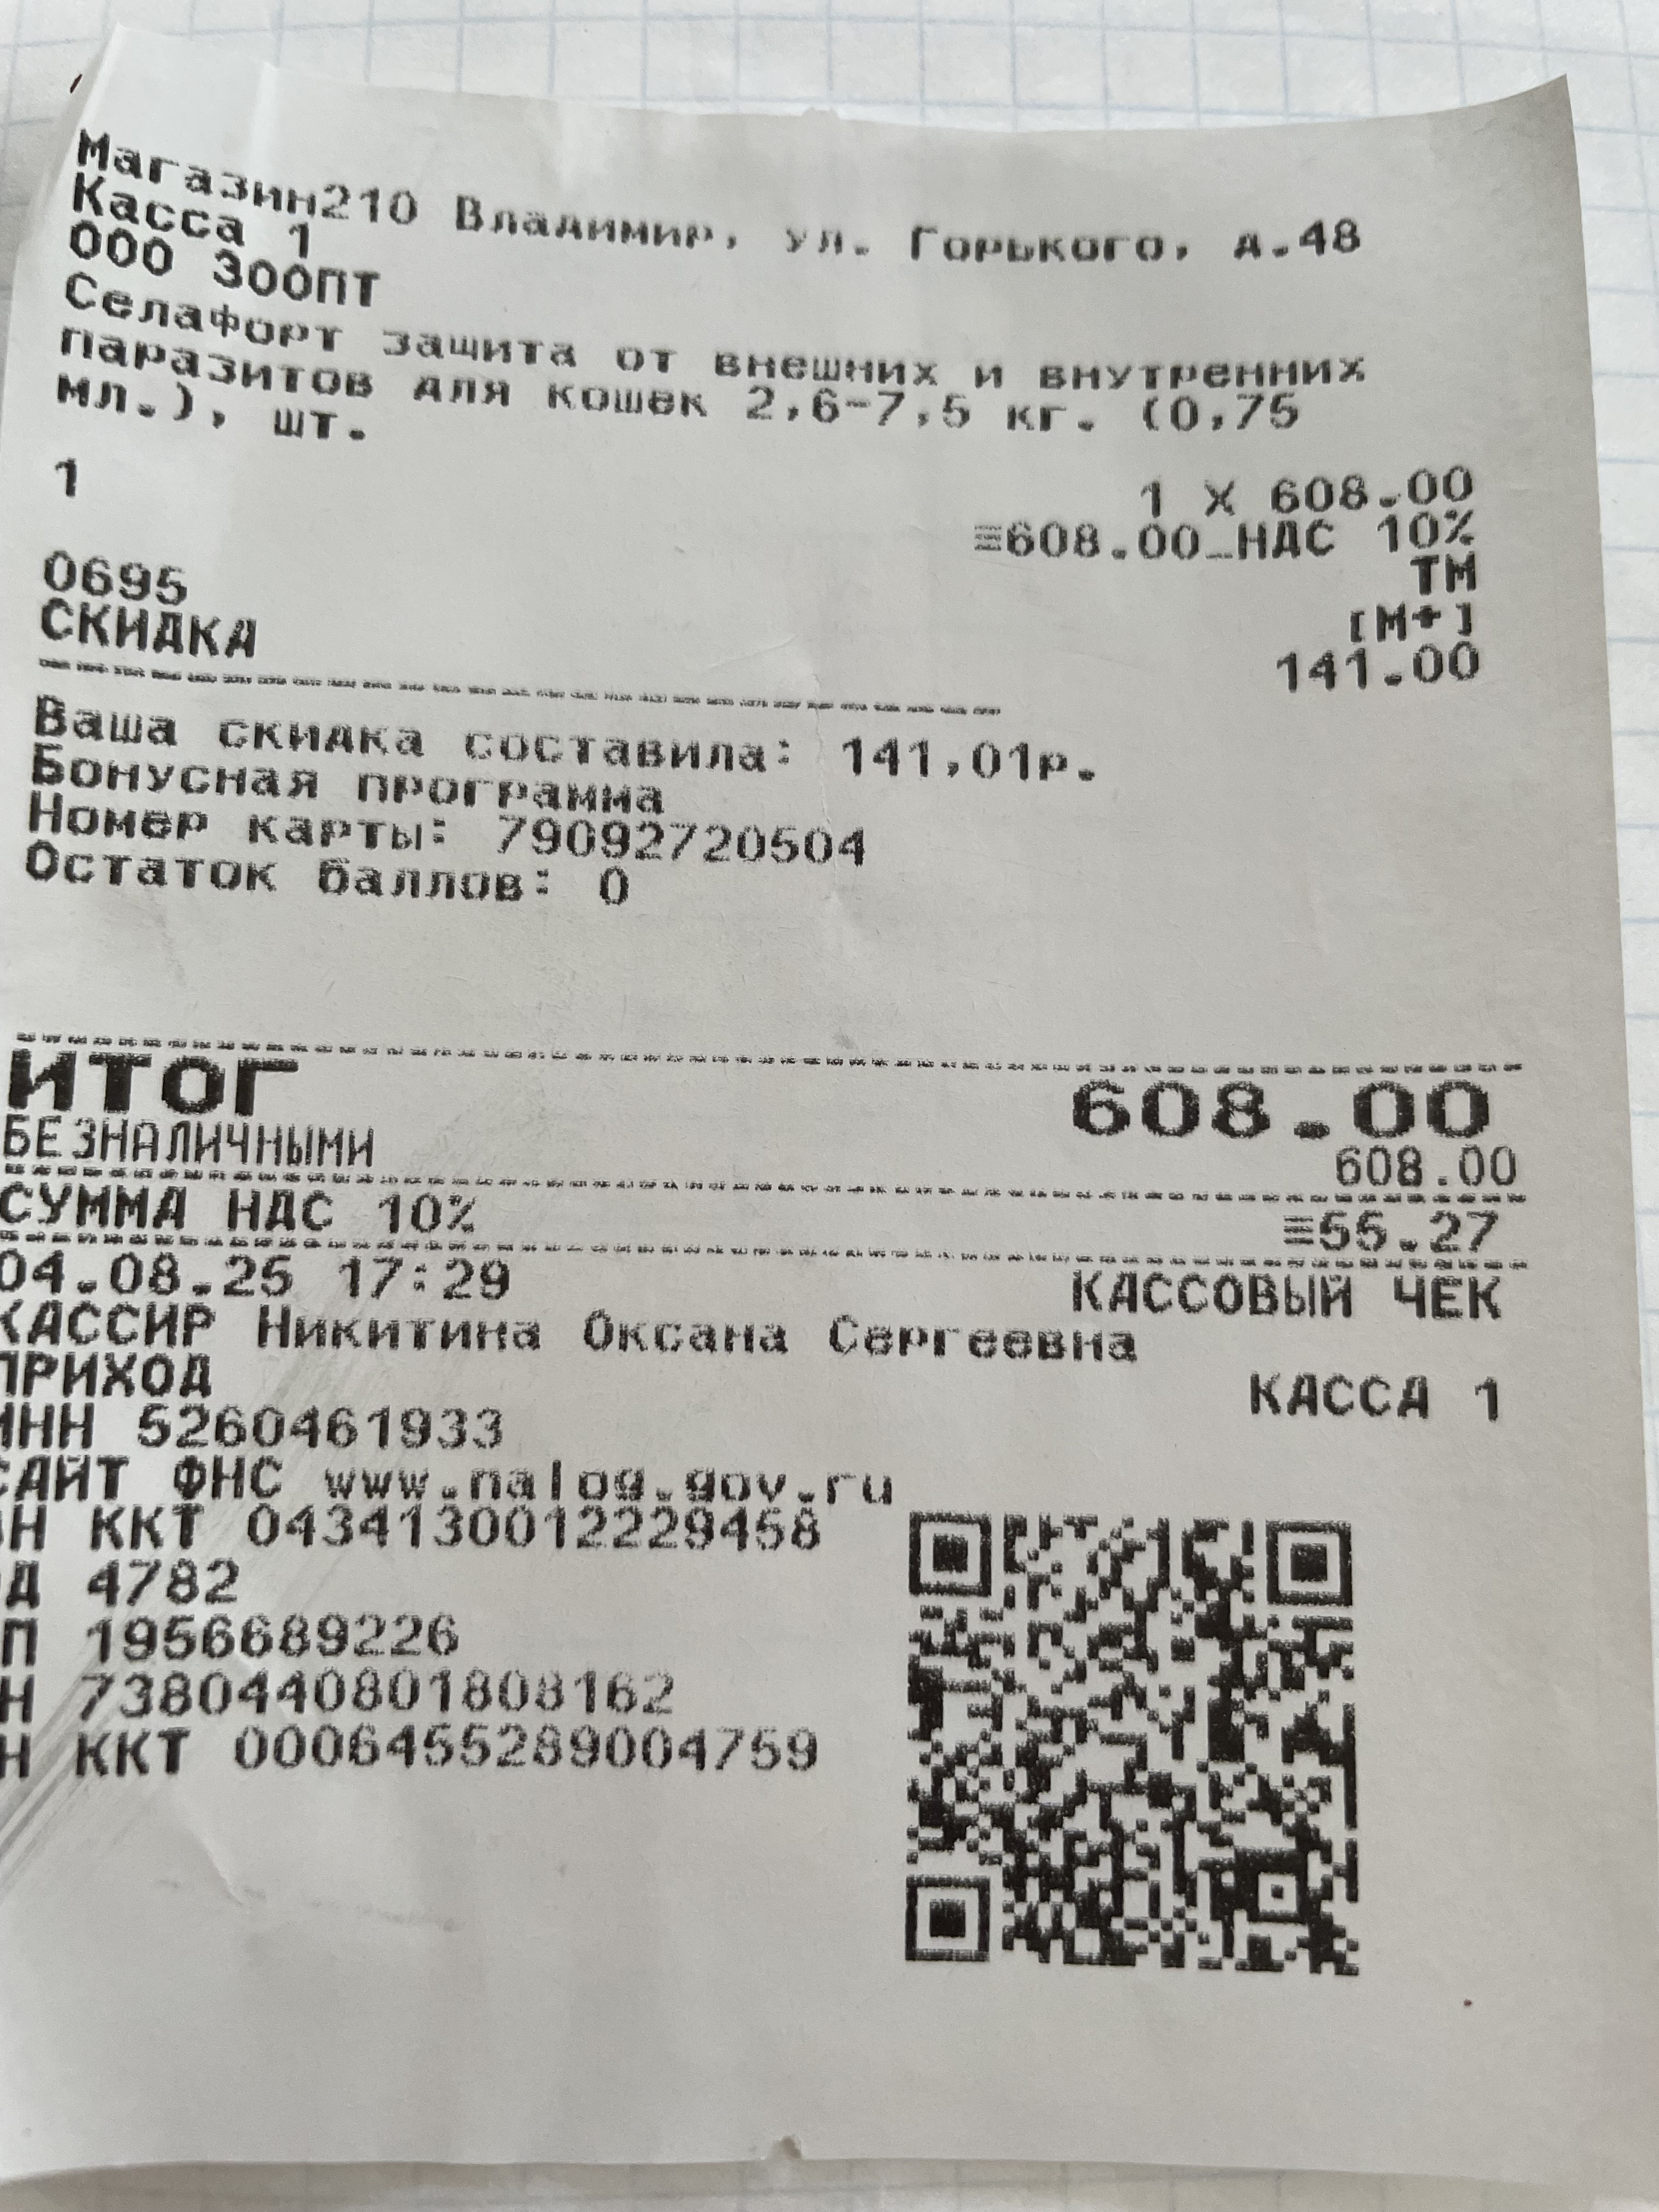 Магазин210 Владимир, ул. Горького, д.48
Касса 1
ООО ЗООПТ
Селафорт защита от внешних и внутренних
паразитов для кошек 2,6-7,5 кг. (0,75
мл.), шт.
1 1 X 608.00
≡608.00_НДС 10%
ТМ
0695 [М+]
СКИДКА 141.00
Ваша скидка составила: 141,01р.
Бонусная программа
Номер карты: 79092720504
Остаток баллов: 0
ИТОГ 608.00
БЕЗНАЛИЧНЫМИ 608.00
СУММА НДС 10% ≡55.27
04.08.25 17:29 КАССОВЫЙ ЧЕК
КАССИР Никитина Оксана Сергеевна
ПРИХОД КАССА 1
ИНН 5260461933
САЙТ ФНС www.nalog.gov.ru
Н ККТ 0434130012229458
Д 4782
П 1956689226
Н 7380440801808162
Н ККТ 0006455289004759